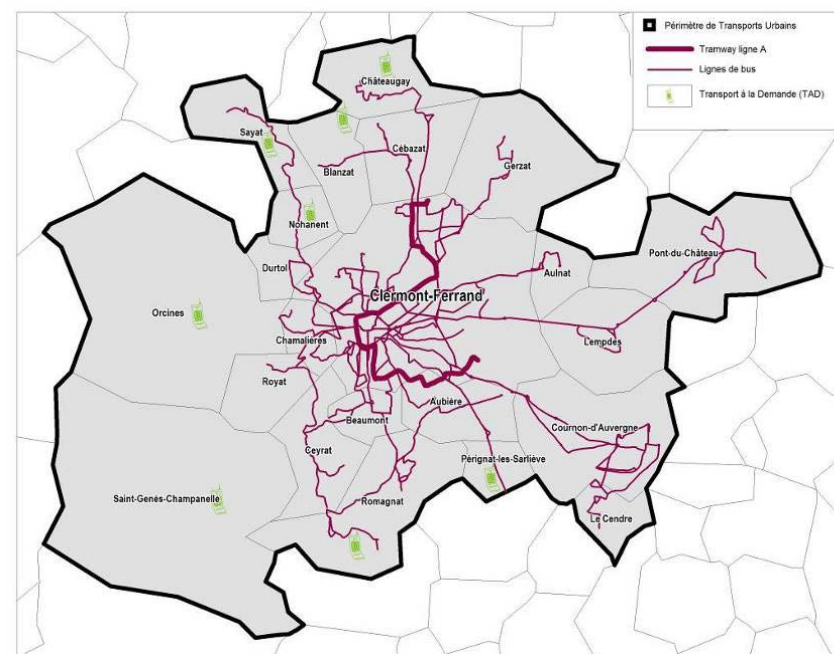 Périmètre de Transports Urbains
Tramway ligne A
Lignes de bus
Transport à la Demande (TAD)
Châteaugay
Sayat
Cébazat
Blanzat
Gerzat
Nohanent
Pont-du-Château
Durtol
Aulnat
Clermont-Ferrand
Orcines
Chamalières
Lempdes
Royat
Aubière
Beaumont
Cournon-d'Auvergne
Ceyrat
Pérignat-lès-Sarliève
Saint-Genès-Champanelle
Romagnat
Le Cendre